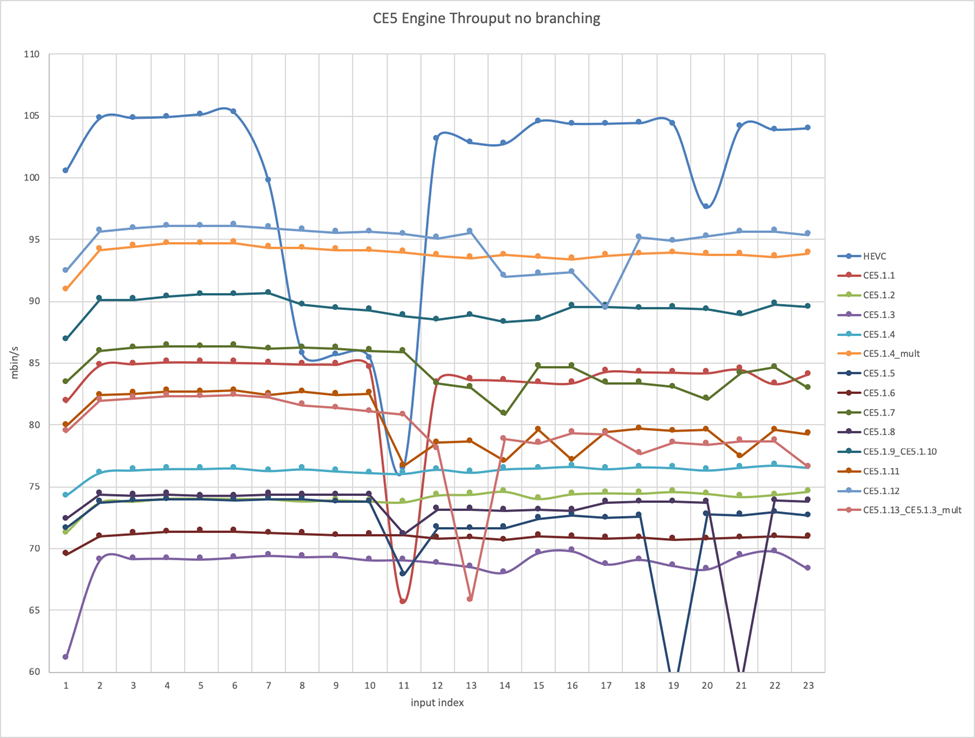 CE5 Engine Throuput no branching
110
105
100
95
90
85
80
75
70
65
60
mbin/s
1 2 3 4 5 6 7 8 9 10 11 12 13 14 15 16 17 18 19 20 21 22 23
input index
HEVC
CE5.1.1
CE5.1.2
CE5.1.3
CE5.1.4
CE5.1.4_mult
CE5.1.5
CE5.1.6
CE5.1.7
CE5.1.8
CE5.1.9_CE5.1.10
CE5.1.11
CE5.1.12
CE5.1.13_CE5.1.3_mult